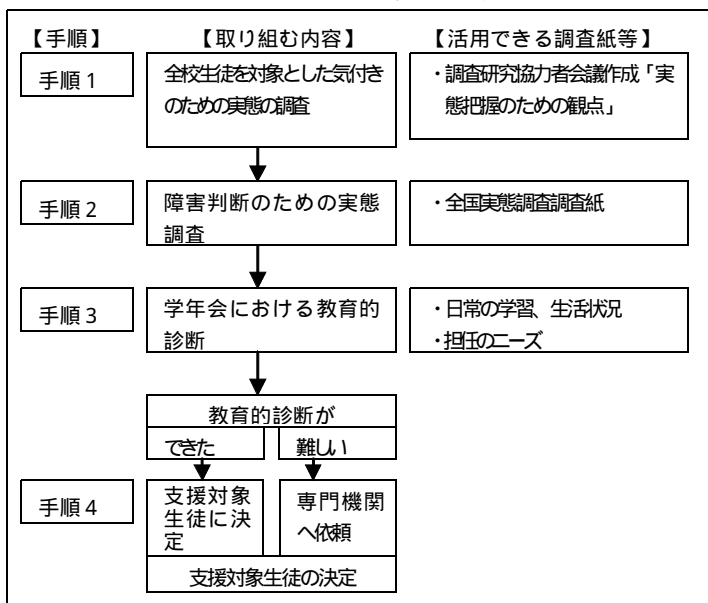 【手順】 【取り組む内容】 【活用できる調査紙等】
手順1
全校生徒を対象とした気付き
のための実態の調査
・調査研究協力者会議作成「実
態把握のための観点」
手順2
障害判断のための実態
調査
・全国実態調査調査紙
手順3
学年会における教育的
診断
・日常の学習、生活状況
・担任のニーズ
教育的診断が
できた 難しい
手順4
支援対象
生徒に決
定
専門機関
へ依頼
支援対象生徒の決定